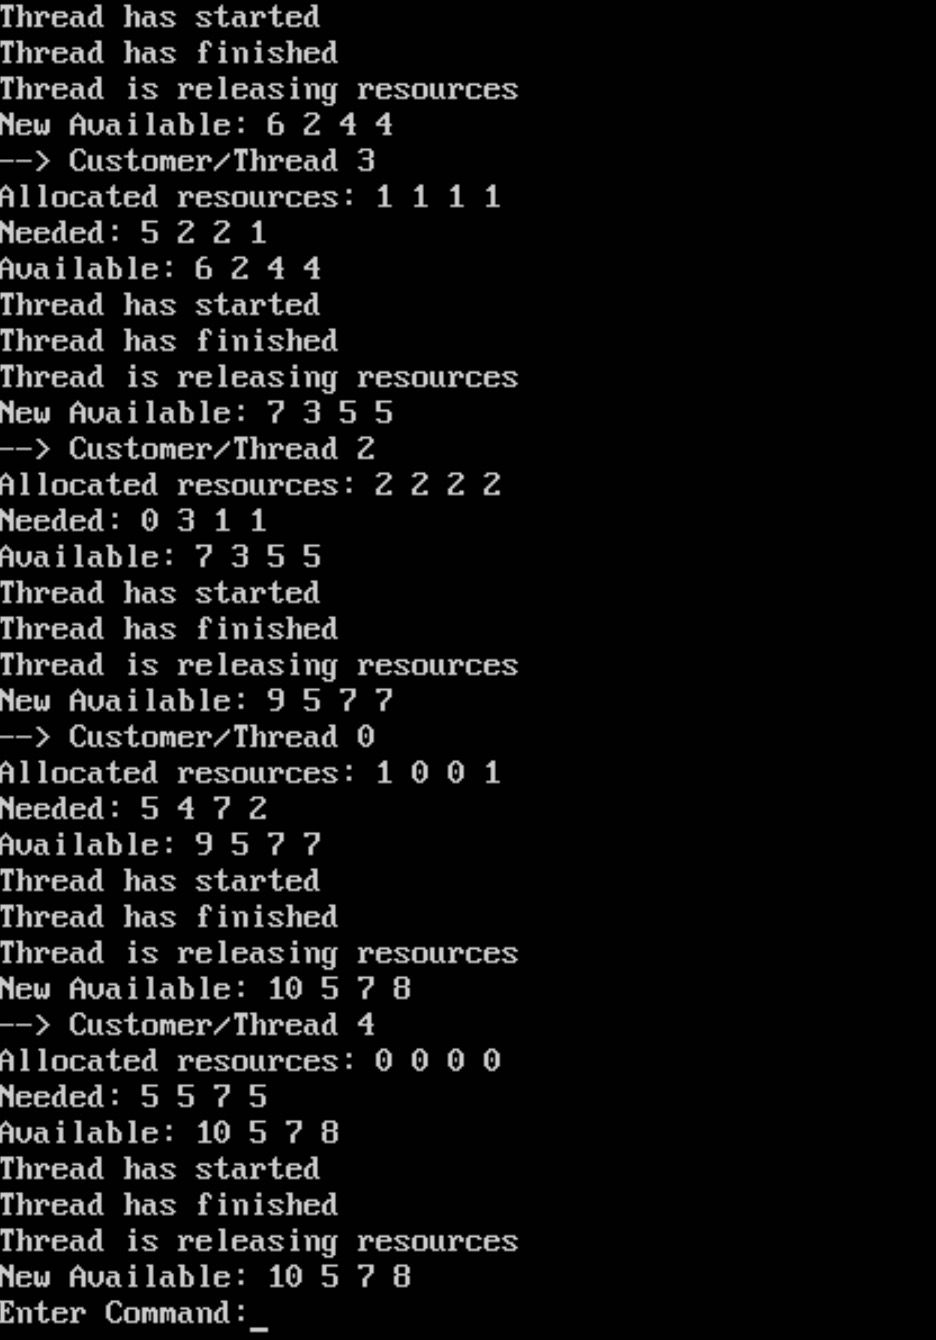 Thread has started
Thread has finished
Thread is releasing resources
New Available: 6 2 4 4
--> Customer/Thread 3
Allocated resources: 1 1 1 1
Needed: 5 2 2 1
Available: 6 2 4 4
Thread has started
Thread has finished
Thread is releasing resources
New Available: 7 3 5 5
--> Customer/Thread 2
Allocated resources: 2 2 2 2
Needed: 0 3 1 1
Available: 7 3 5 5
Thread has started
Thread has finished
Thread is releasing resources
New Available: 9 5 7 7
--> Customer/Thread 0
Allocated resources: 1 0 0 1
Needed: 5 4 7 2
Available: 9 5 7 7
Thread has started
Thread has finished
Thread is releasing resources
New Available: 10 5 7 8
--> Customer/Thread 4
Allocated resources: 0 0 0 0
Needed: 5 5 7 5
Available: 10 5 7 8
Thread has started
Thread has finished
Thread is releasing resources
New Available: 10 5 7 8
Enter Command:_